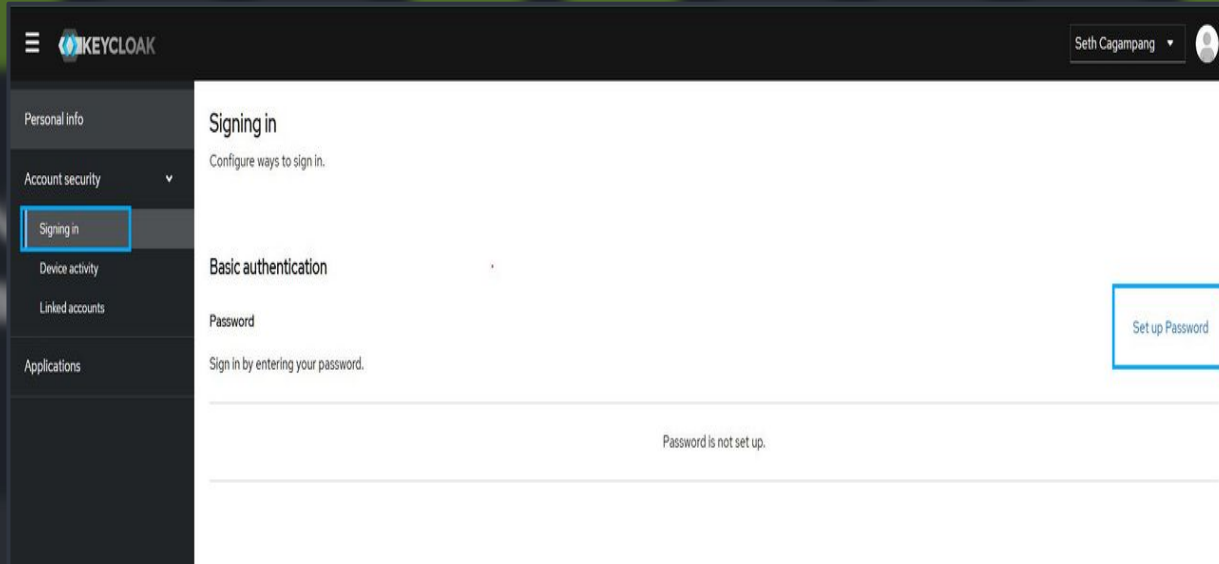 KEYCLOAK
Seth Cagampang
Personal info
Account security
Signing in
Device activity
Linked accounts
Applications
Signing in
Configure ways to sign in.
Basic authentication
Password
Set up Password
Sign in by entering your password.
Password is not set up.